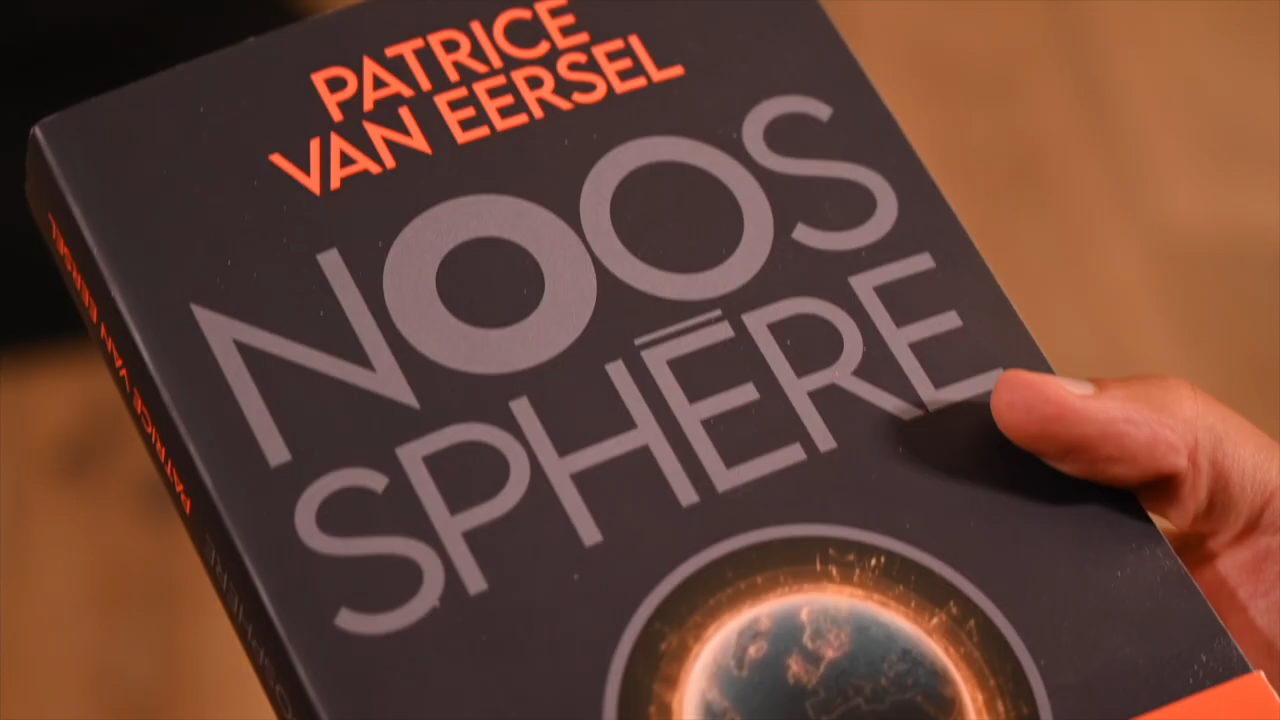 PATRICE
VAN EERSEL
NOOS
SPHÈRE
PATRICE VAN EERSEL